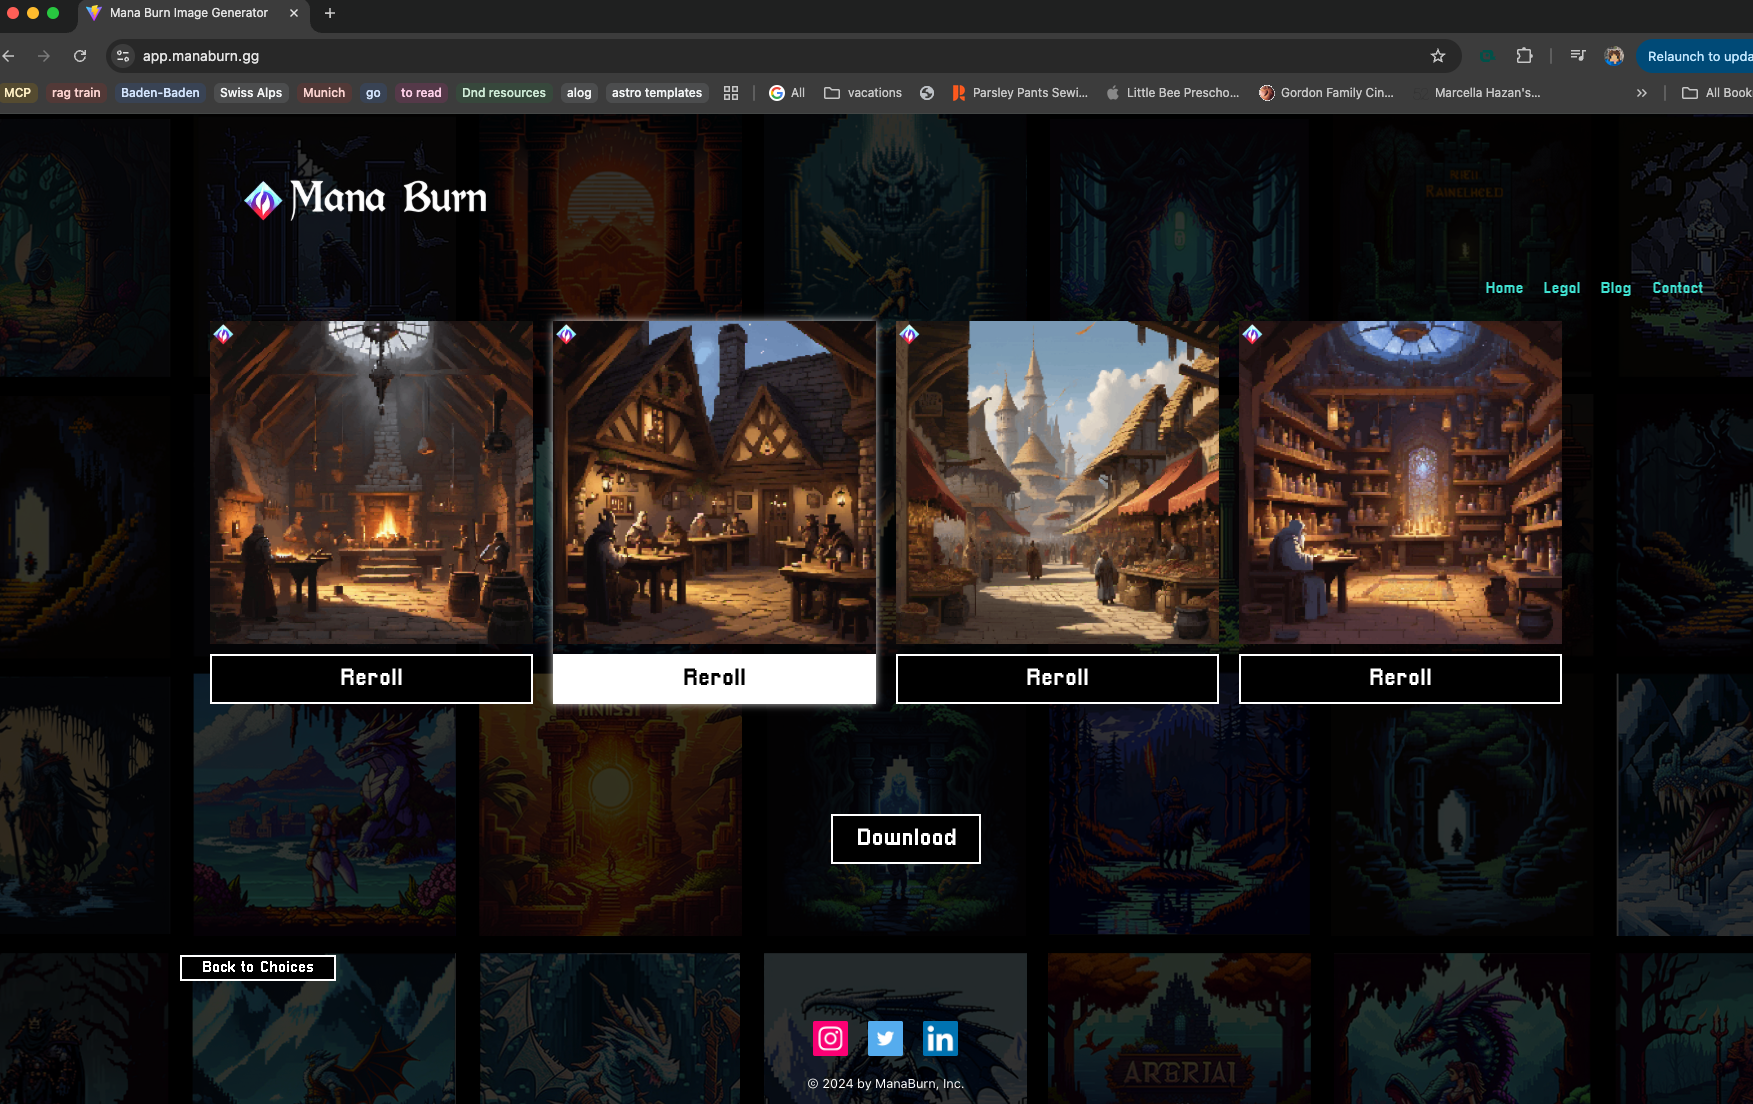 Mana Burn Image Generator
app.manaburn.gg
Relaunch to upda
MCP rag train Baden-Baden Swiss Alps Munich go to read Dnd resources alog astro templates All vacations Parsley Pants Sewi... Little Bee Prescho... Gordon Family Cin... Marcella Hazan's... All Book
Mana Burn
Home Legal Blog Contact
Reroll Reroll Reroll Reroll
Download
Back to Choices
© 2024 by ManaBurn, Inc.